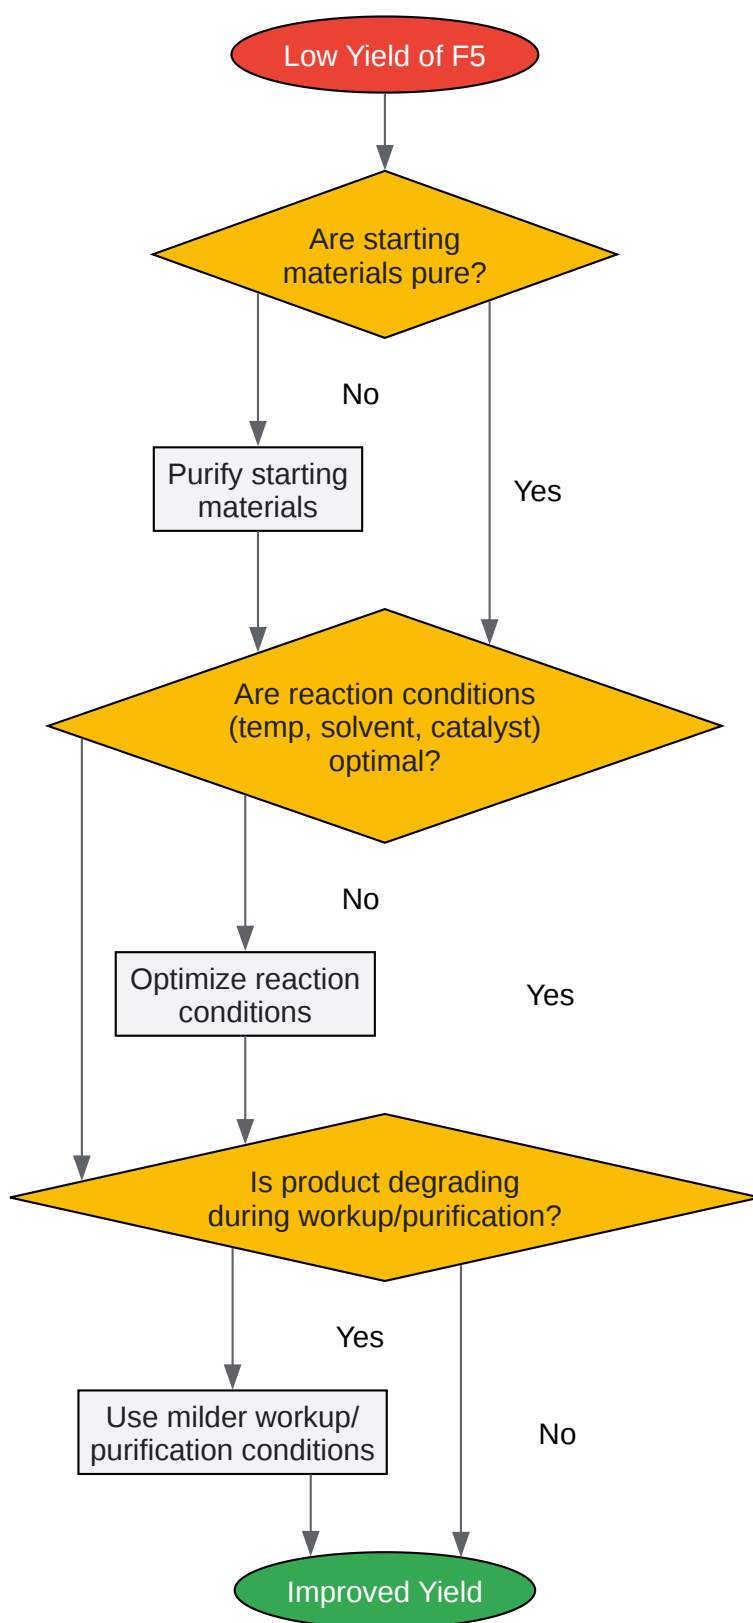 Low Yield of F5
Are starting
materials pure?
No
Purify starting
materials
Yes
Are reaction conditions
(temp, solvent, catalyst)
optimal?
No
Optimize reaction
conditions
Yes
Is product degrading
during workup/purification?
Yes
Use milder workup/
purification conditions
No
Improved Yield